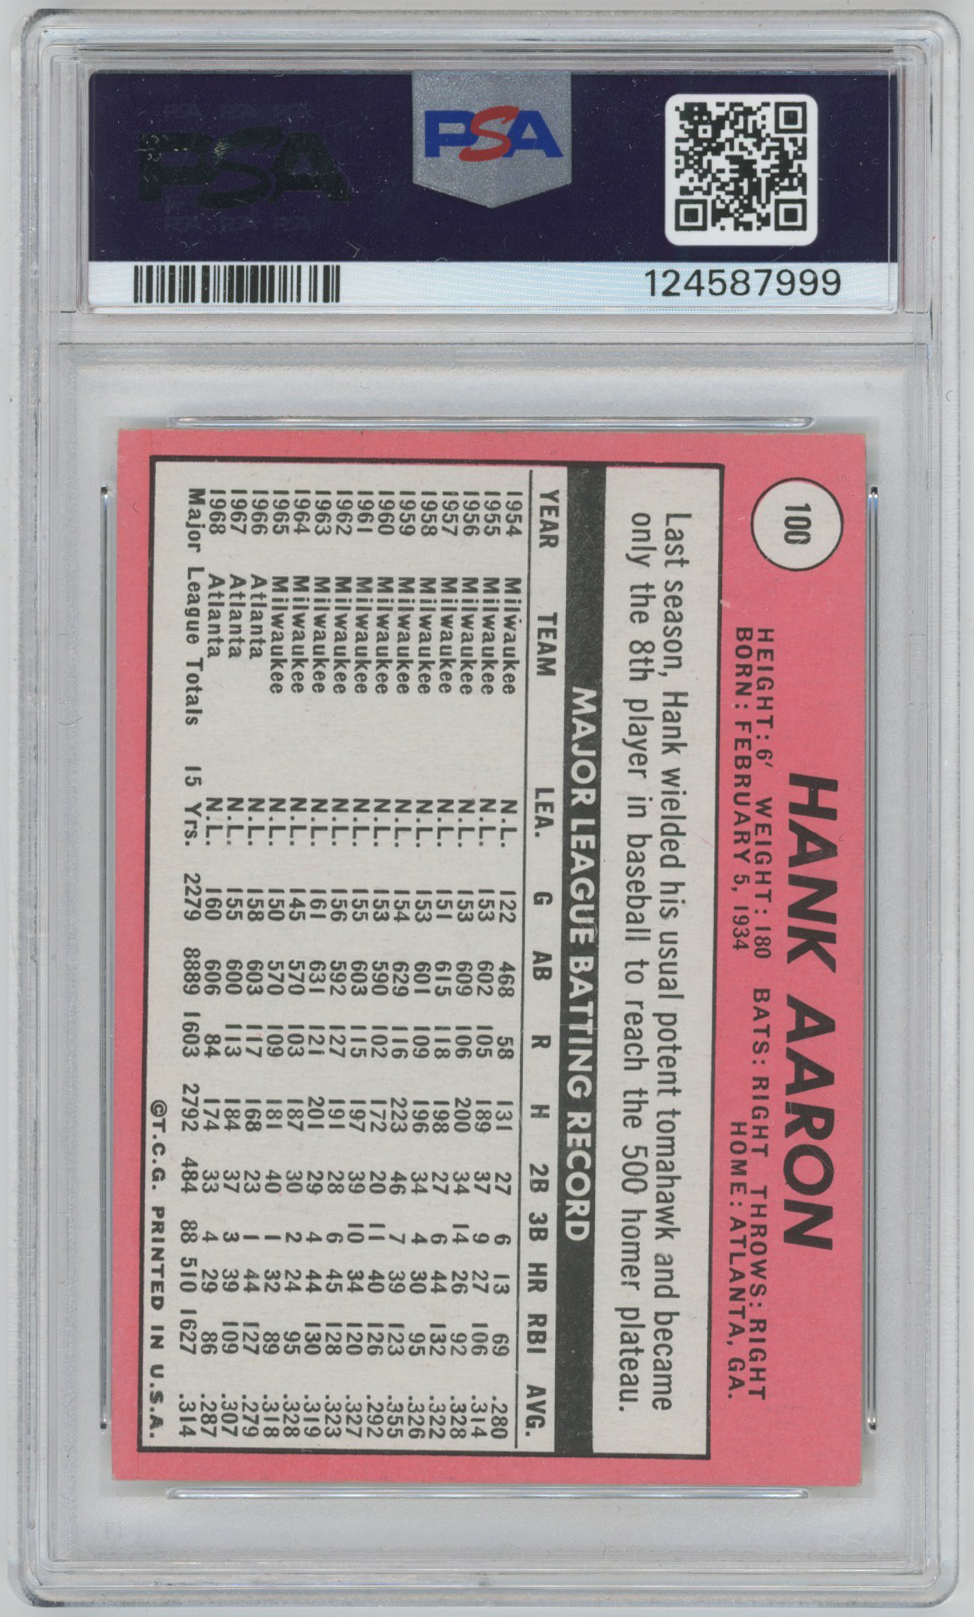 PSA
PSA
124587999
100
HANK AARON
HEIGHT: 6' WEIGHT: 180 BATS: RIGHT THROWS: RIGHT
BORN: FEBRUARY 5, 1934 HOME: ATLANTA, GA.
Last season, Hank wielded his usual potent tomahawk and became
only the 8th player in baseball to reach the 500 homer plateau.
MAJOR LEAGUE BATTING RECORD
YEAR TEAM LEA. G AB R H 2B 3B HR RBI AVG.
1954 Milwaukee N.L. 122 468 58 131 27 6 13 69 .280
1955 Milwaukee N.L. 153 602 105 189 37 9 27 106 .314
1956 Milwaukee N.L. 153 609 106 200 34 14 26 92 .328
1957 Milwaukee N.L. 151 615 118 198 27 6 44 132 .322
1958 Milwaukee N.L. 153 601 109 196 34 4 30 95 .326
1959 Milwaukee N.L. 154 629 116 223 46 7 39 123 .355
1960 Milwaukee N.L. 153 590 102 172 20 11 40 126 .292
1961 Milwaukee N.L. 155 603 115 197 39 10 34 120 .327
1962 Milwaukee N.L. 156 592 127 191 28 6 45 128 .323
1963 Milwaukee N.L. 161 631 121 201 29 4 44 130 .319
1964 Milwaukee N.L. 145 570 103 187 30 2 24 95 .328
1965 Milwaukee N.L. 150 570 109 181 40 1 32 89 .318
1966 Atlanta N.L. 158 603 117 168 23 1 44 127 .279
1967 Atlanta N.L. 155 600 113 184 37 3 39 109 .307
1968 Atlanta N.L. 160 606 84 174 33 4 29 86 .287
Major League Totals 15 Yrs. 2279 8889 1603 2792 484 88 510 1627 .314
©T.C.G. PRINTED IN U.S.A.